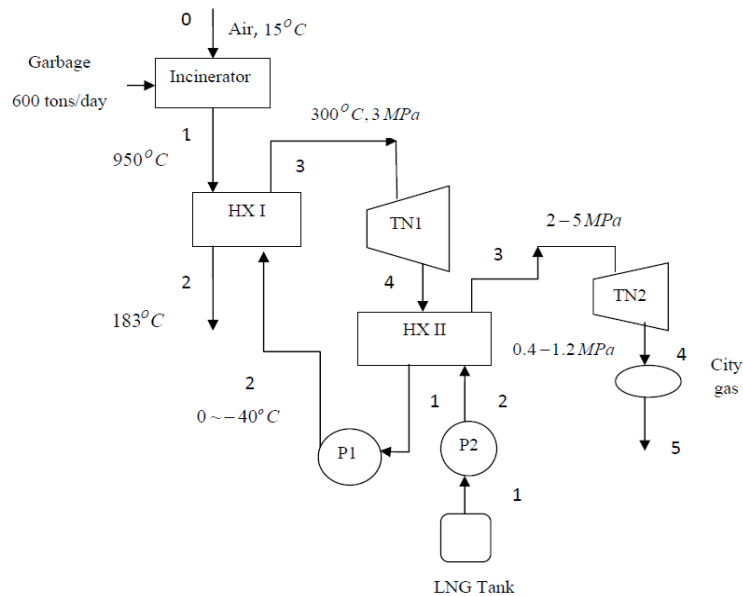 0
Air, 15°C
Garbage
Incinerator
600 tons/day
1
300°C, 3 MPa
950°C
3
HX I
TN1
2 – 5 MPa
3
2
4
TN2
183°C
HX II
0.4 – 1.2 MPa
4
City
gas
2
1
2
0 ~ – 40°C
5
P1
P2
1
LNG Tank